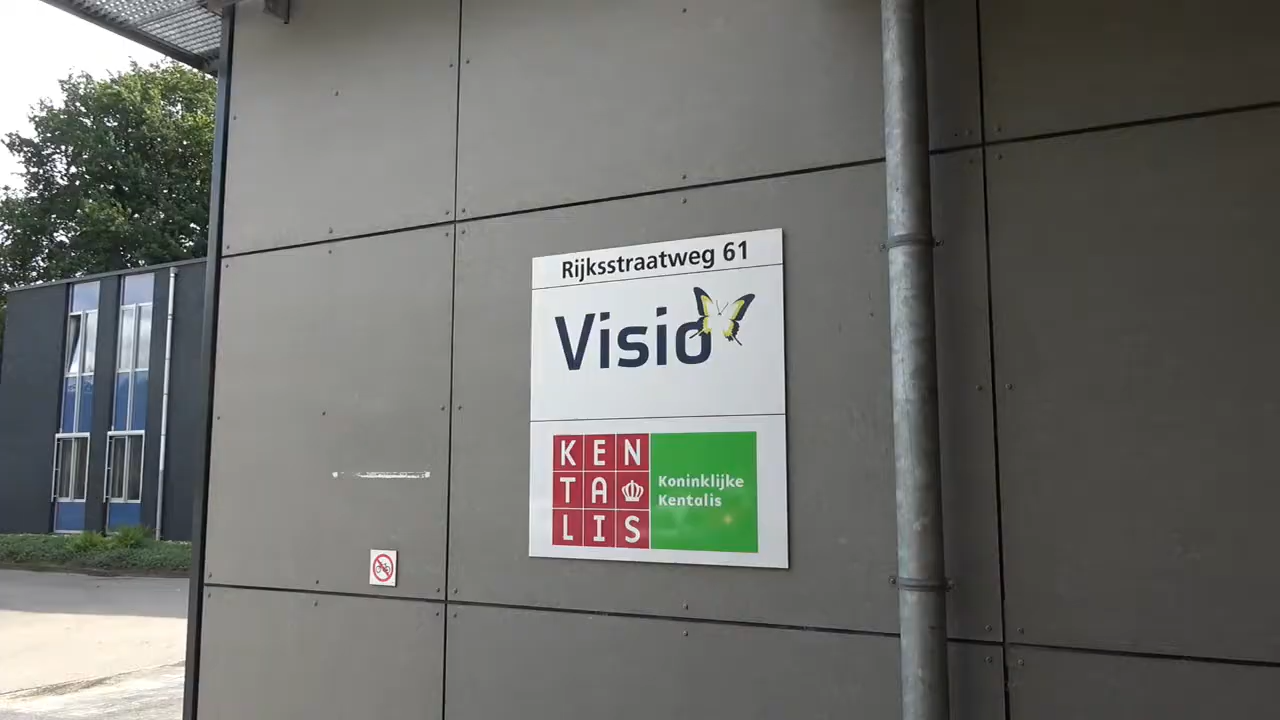 Rijksstraatweg 61
Visio
KEN
TA
LIS
Koninklijke
Kentalis